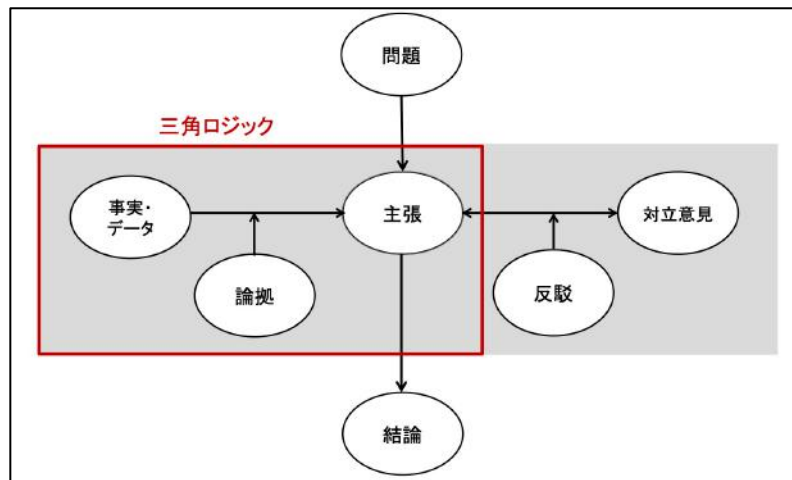 問題
三角ロジック
事実・
データ
主張
対立意見
論拠
反駁
結論